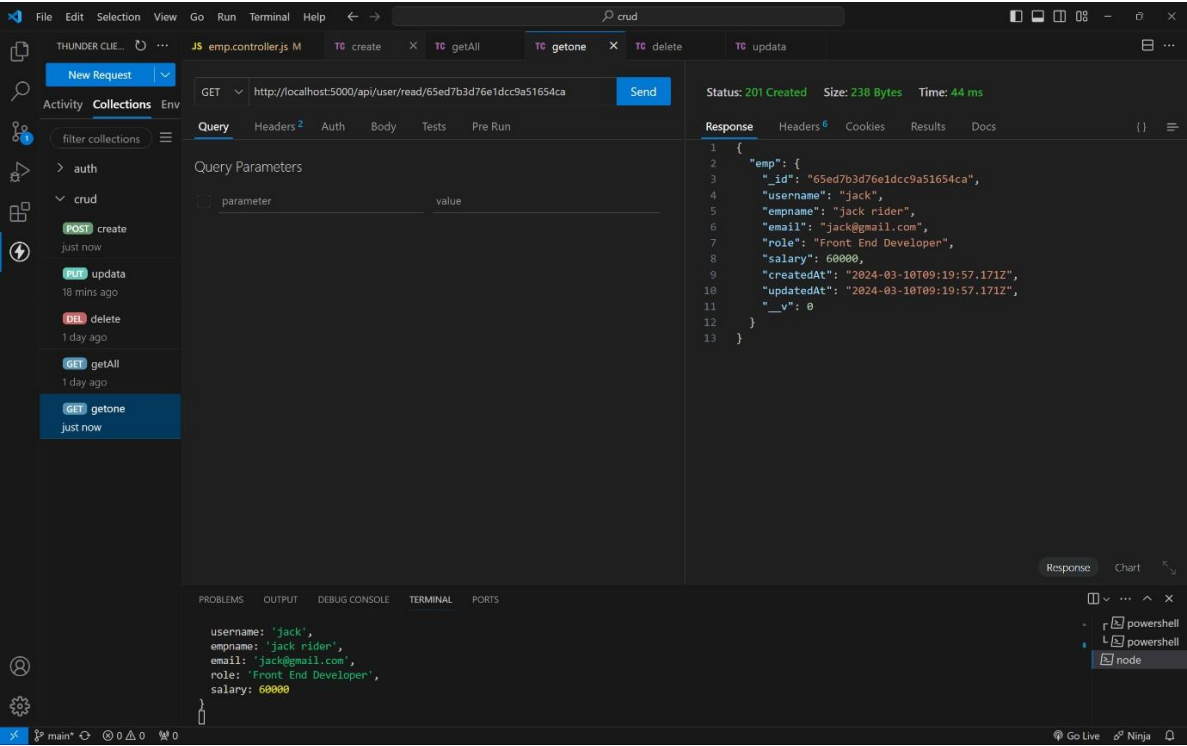 File Edit Selection View Go Run Terminal Help crud
THUNDER CLIE... JS emp.controller.js M TC create TC getAll TC getone TC delete TC updata
New Request
Activity Collections Env
filter collections
auth
crud
POST create
just now
PUT updata
18 mins ago
DEL delete
1 day ago
GET getAll
1 day ago
GET getone
just now
GET http://localhost:5000/api/user/read/65ed7b3d76e1dcc9a51654ca Send
Query Headers 2 Auth Body Tests Pre Run
Query Parameters
parameter value
Status: 201 Created Size: 238 Bytes Time: 44 ms
Response Headers 6 Cookies Results Docs {}
1 {
2 "emp": {
3 "_id": "65ed7b3d76e1dcc9a51654ca",
4 "username": "jack",
5 "empname": "jack rider",
6 "email": "jack@gmail.com",
7 "role": "Front End Developer",
8 "salary": 60000,
9 "createdAt": "2024-03-10T09:19:57.171Z",
10 "updatedAt": "2024-03-10T09:19:57.171Z",
11 "__v": 0
12 }
13 }
Response Chart
PROBLEMS OUTPUT DEBUG CONSOLE TERMINAL PORTS
username: 'jack',
empname: 'jack rider',
email: 'jack@gmail.com',
role: 'Front End Developer',
salary: 60000
}
powershell
powershell
node
1
main* 0 0 0 Go Live Ninja